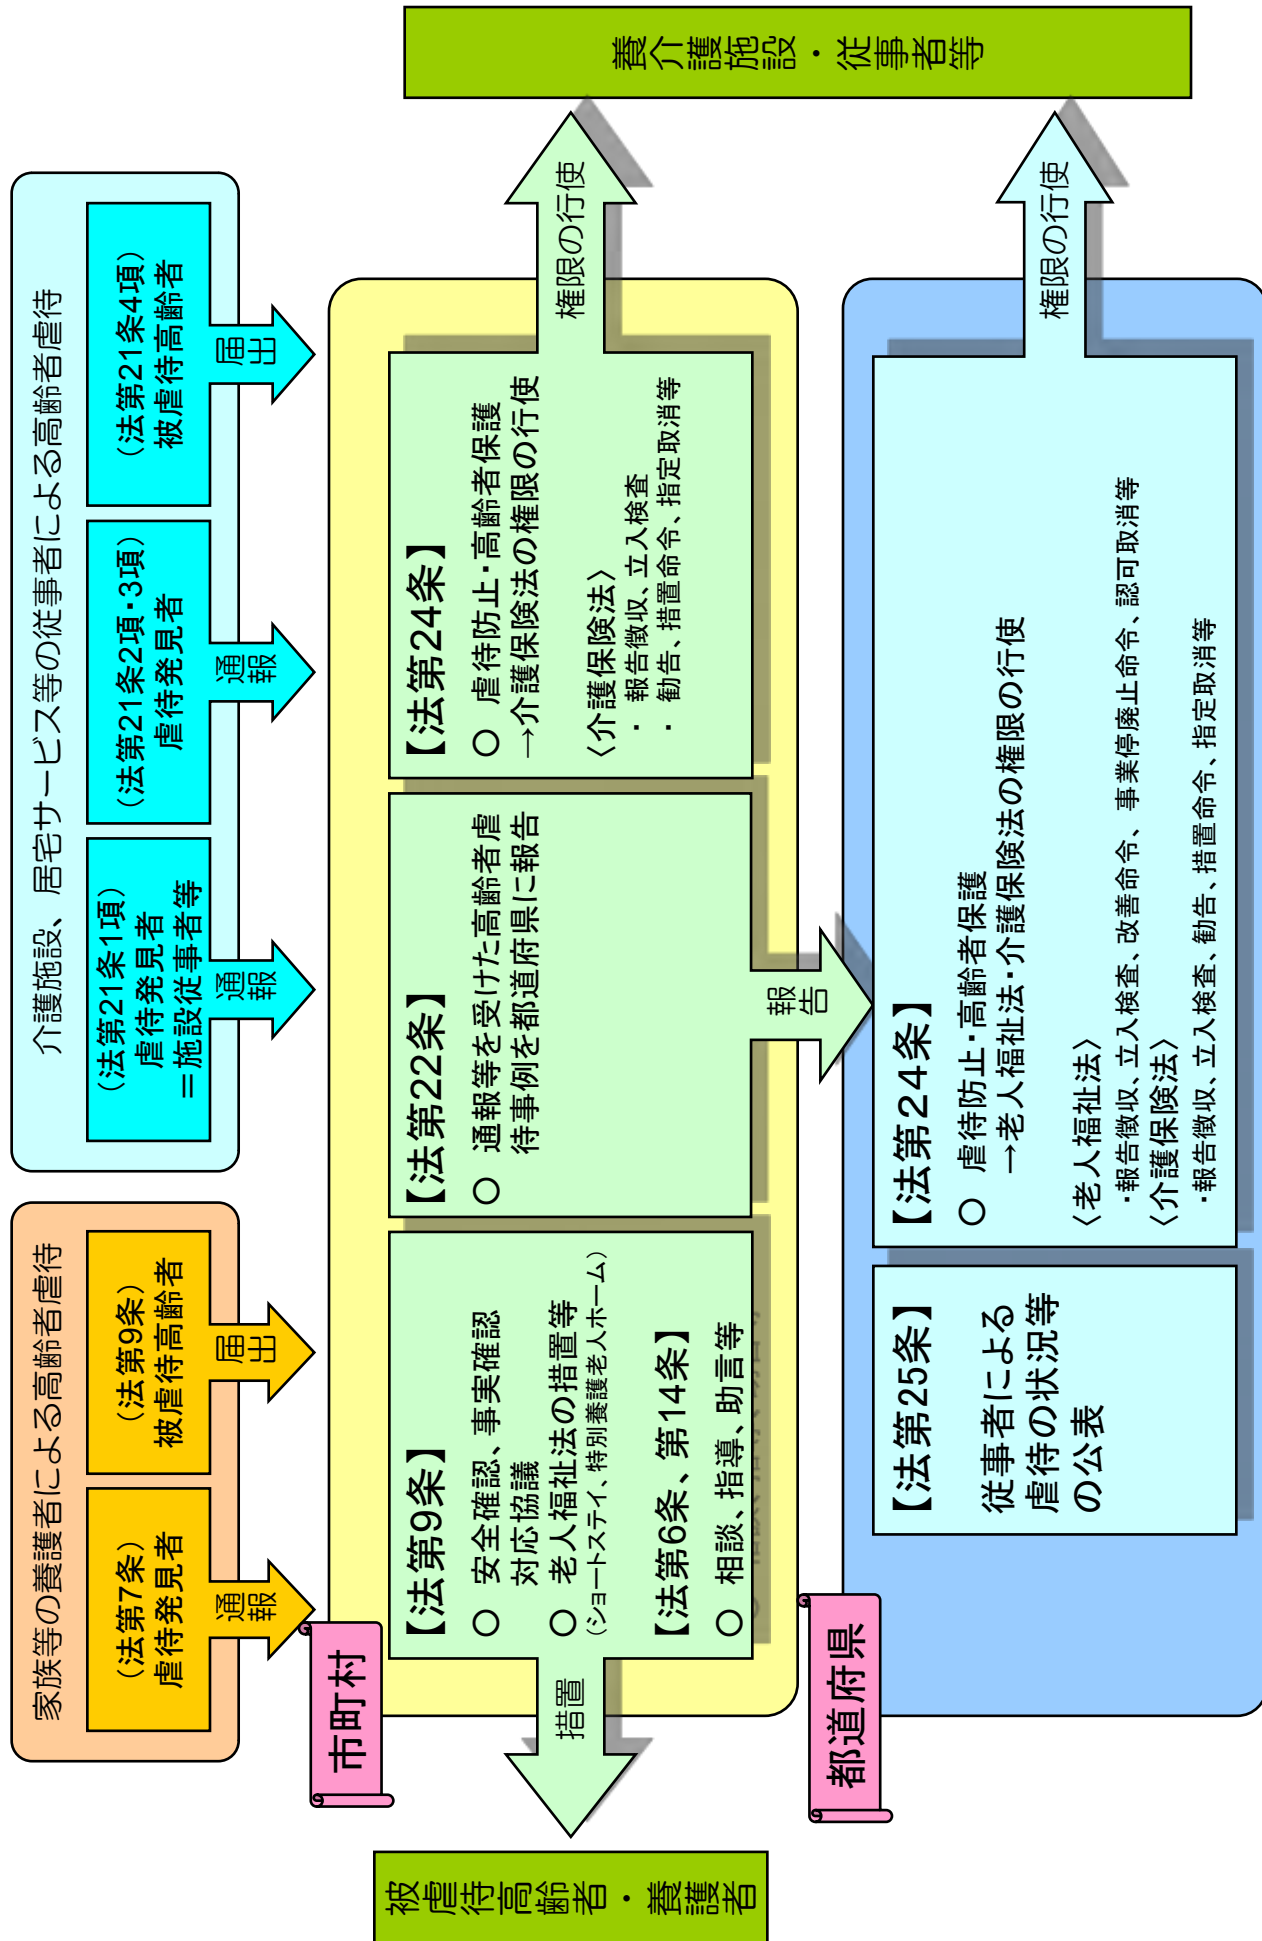 家族等の養護者による高齢者虐待
(法第7条)
虐待発見者
通報
(法第9条)
被虐待高齢者
届出
介護施設、居宅サービス等の従事者による高齢者虐待
(法第21条1項)
虐待発見者
=施設従事者等
通報
(法第21条2項・3項)
虐待発見者
通報
(法第21条4項)
被虐待高齢者
届出
市町村
被虐待高齢者・養護者
措置
【法第9条】
○ 安全確認、事実確認
対応協議
○ 老人福祉法の措置等
(ショートステイ、特別養護老人ホーム)
【法第6条、第14条】
○ 相談、指導、助言等
【法第22条】
○ 通報等を受けた高齢者虐
待事例を都道府県に報告
報告
【法第24条】
○ 虐待防止・高齢者保護
→介護保険法の権限の行使
〈介護保険法〉
・ 報告徴収、立入検査
・ 勧告、措置命令、指定取消等
権限の行使
養介護施設・従事者等
都道府県
【法第25条】
従事者による
虐待の状況等
の公表
【法第24条】
○ 虐待防止・高齢者保護
→老人福祉法・介護保険法の権限の行使
〈老人福祉法〉
・報告徴収、立入検査、改善命令、事業停廃止命令、認可取消等
〈介護保険法〉
・報告徴収、立入検査、勧告、措置命令、指定取消等
権限の行使